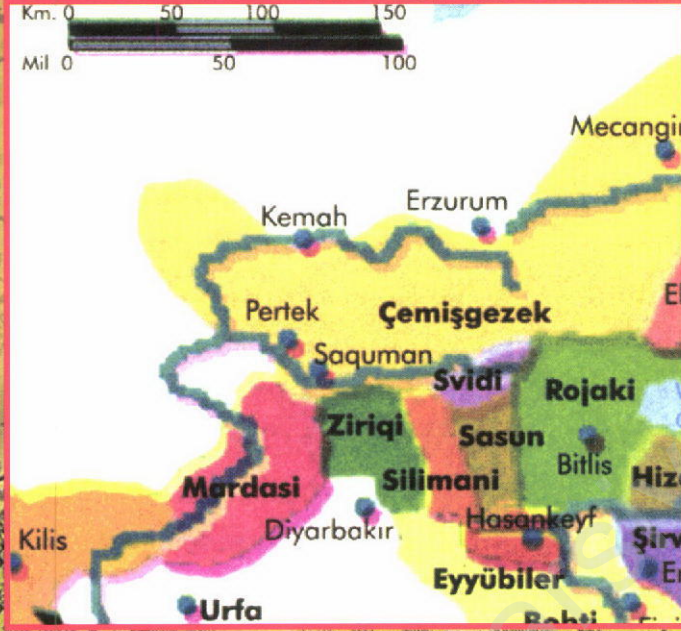 Km. 0 50 100 150
Mil 0 50 100
Mecangir
Erzurum
Kemah
Pertek
Çemişgezek
Saquman
Svidi
Rojaki
Ziriqi
Sasun
Bitlis
Silimani
Mardasi
Diyarbakır
Hasankeyf
Kilis
Eyyübiler
Urfa
Bohti